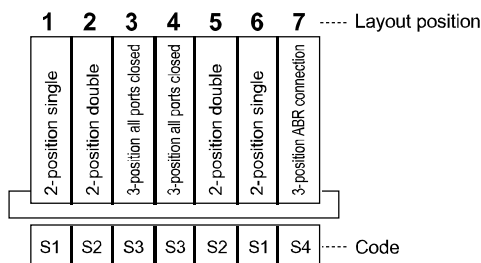 1 2 3 4 5 6 7 ----- Layout position
2-position single
2-position double
3-position all ports closed
3-position all ports closed
2-position double
2-position single
3-position ABR connection
S1 S2 S3 S3 S2 S1 S4 ----- Code